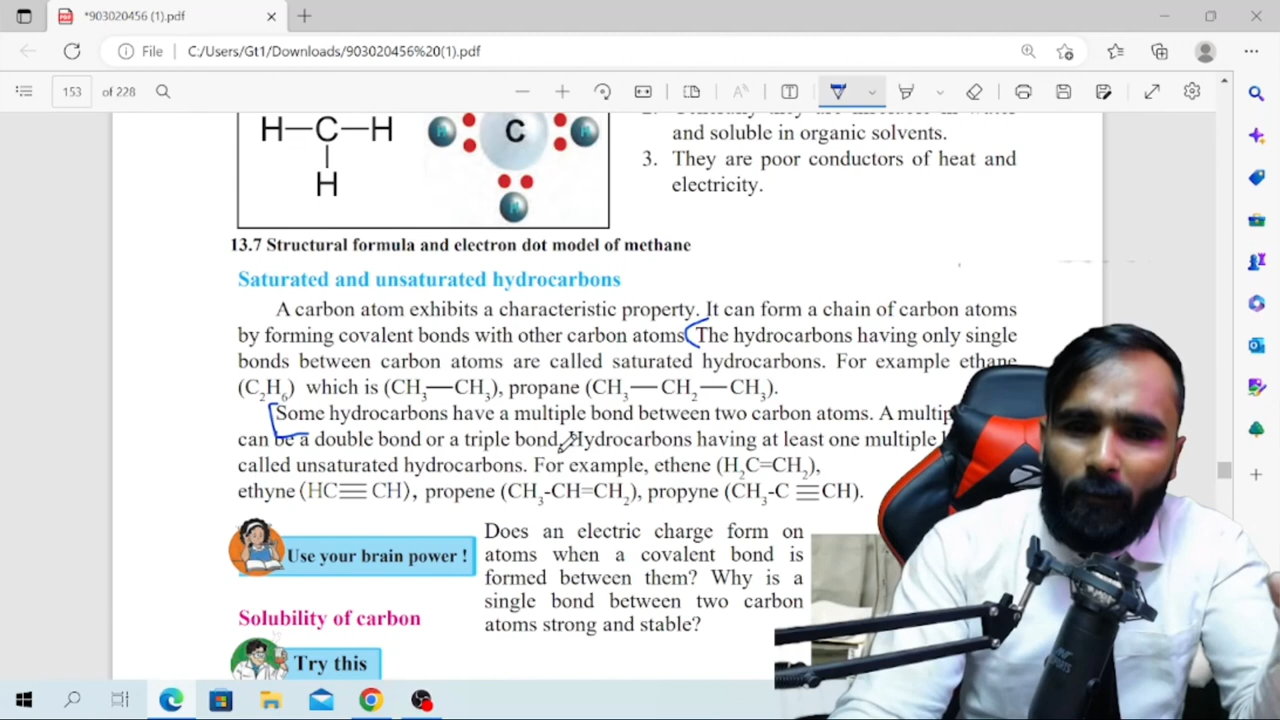 *903020456 (1).pdf
File | C:/Users/Gt1/Downloads/903020456%20(1).pdf
153 of 228
H—C—H
H
C
H
H
H
and soluble in organic solvents.
3. They are poor conductors of heat and
electricity.
13.7 Structural formula and electron dot model of methane
Saturated and unsaturated hydrocarbons
A carbon atom exhibits a characteristic property. It can form a chain of carbon atoms
by forming covalent bonds with other carbon atoms. The hydrocarbons having only single
bonds between carbon atoms are called saturated hydrocarbons. For example ethane
(C₂H₆) which is (CH₃—CH₃), propane (CH₃—CH₂—CH₃).
Some hydrocarbons have a multiple bond between two carbon atoms. A
can be a double bond or a triple bond. Hydrocarbons having at least one multiple
called unsaturated hydrocarbons. For example, ethene (H₂C=CH₂),
ethyne (HC≡CH), propene (CH₃-CH=CH₂), propyne (CH₃-C≡CH).
Use your brain power !
Does an electric charge form on
atoms when a covalent bond is
formed between them? Why is a
single bond between two carbon
atoms strong and stable?
Solubility of carbon
Try this